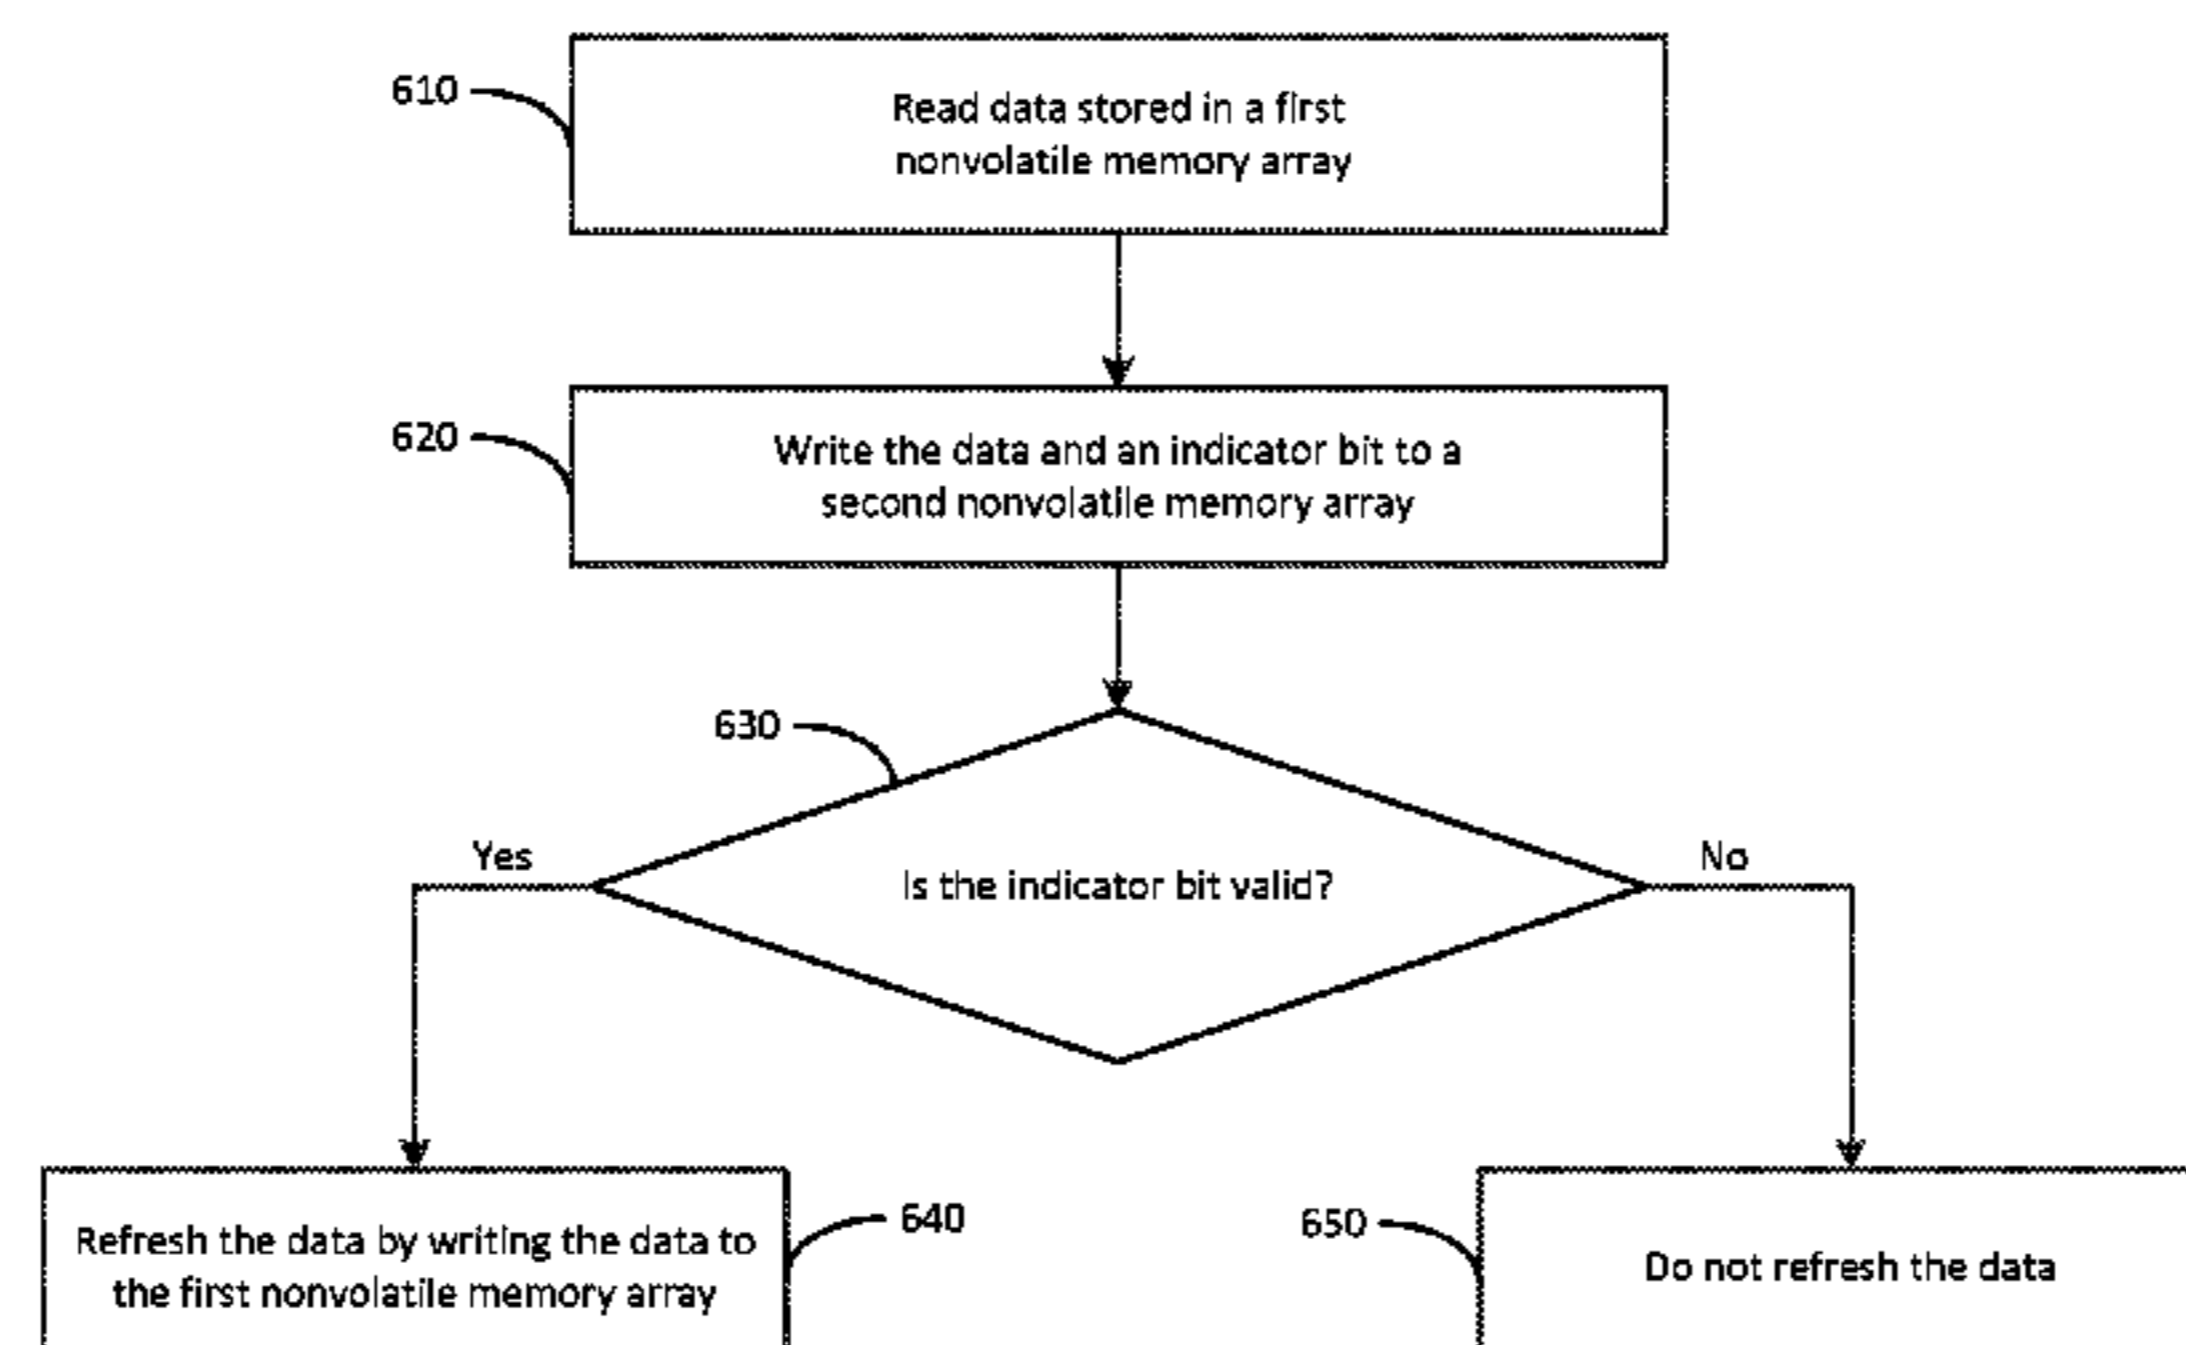 610
Read data stored in a first
nonvolatile memory array
620
Write the data and an indicator bit to a
second nonvolatile memory array
630
Yes
Is the indicator bit valid?
No
Refresh the data by writing the data to
the first nonvolatile memory array
640
650
Do not refresh the data